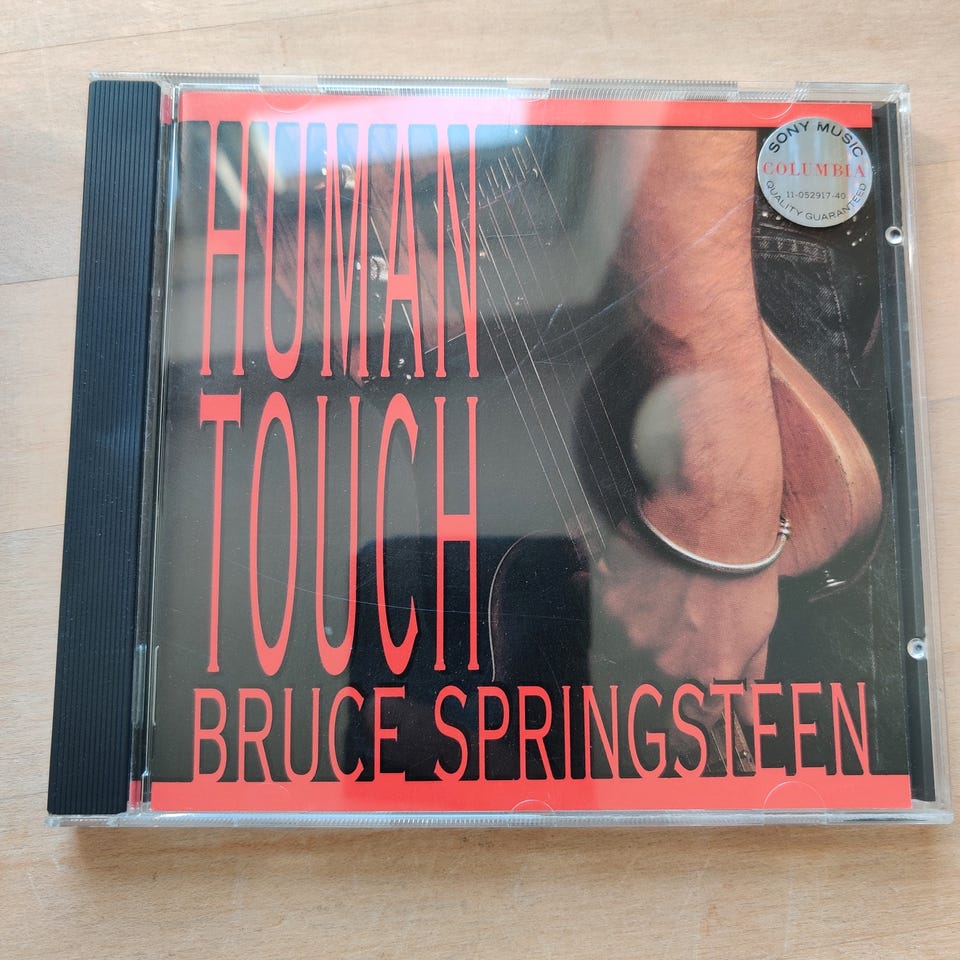 HUMAN
TOUCH
BRUCE SPRINGSTEEN
SONY MUSIC
COLUMBIA
11-052917-40
QUALITY GUARANTEED